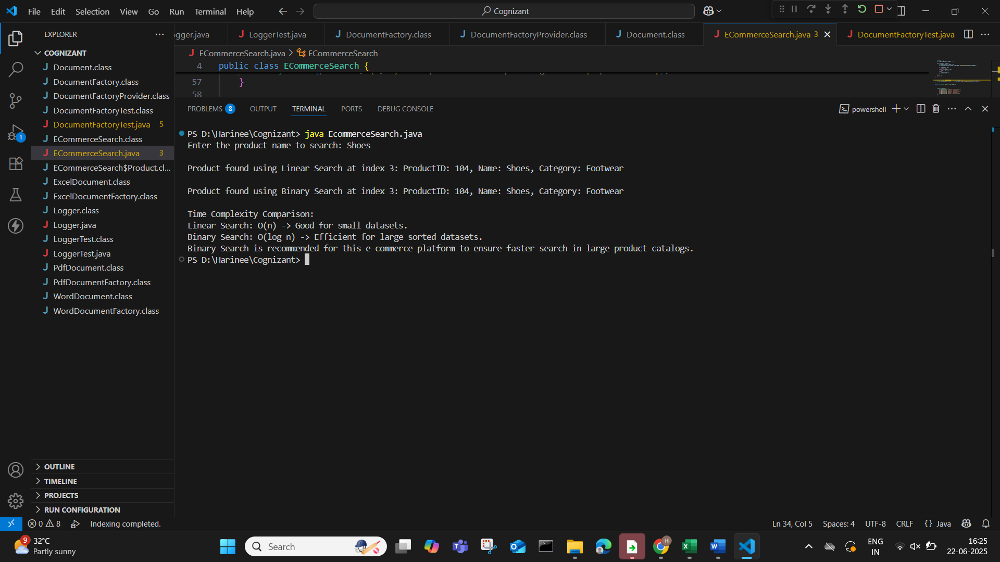 File Edit Selection View Go Run Terminal Help
Cognizant
EXPLORER
COGNIZANT
Document.class
DocumentFactory.class
DocumentFactoryProvider.class
DocumentFactoryTest.class
DocumentFactoryTest.java 5
ECommerceSearch.class
ECommerceSearch.java 3
ECommerceSearch$Product.cl...
ExcelDocument.class
ExcelDocumentFactory.class
Logger.class
Logger.java
LoggerTest.class
LoggerTest.java
PdfDocument.class
PdfDocumentFactory.class
WordDocument.class
WordDocumentFactory.class
OUTLINE
TIMELINE
PROJECTS
RUN CONFIGURATION
1
ogger.java LoggerTest.java DocumentFactory.class DocumentFactoryProvider.class Document.class ECommerceSearch.java 3 DocumentFactoryTest.java
ECommerceSearch.java > ECommerceSearch
4 public class ECommerceSearch {
57 }
58
PROBLEMS 8 OUTPUT TERMINAL PORTS DEBUG CONSOLE
powershell
PS D:\Harinee\Cognizant> java EcommerceSearch.java
Enter the product name to search: Shoes
Product found using Linear Search at index 3: ProductID: 104, Name: Shoes, Category: Footwear
Product found using Binary Search at index 3: ProductID: 104, Name: Shoes, Category: Footwear
Time Complexity Comparison:
Linear Search: O(n) -> Good for small datasets.
Binary Search: O(log n) -> Efficient for large sorted datasets.
Binary Search is recommended for this e-commerce platform to ensure faster search in large product catalogs.
PS D:\Harinee\Cognizant>
0 8 Indexing completed.
Ln 34, Col 5 Spaces: 4 UTF-8 CRLF {} Java
9
32°C
Partly sunny
Search
H
ENG
IN
16:25
22-06-2025